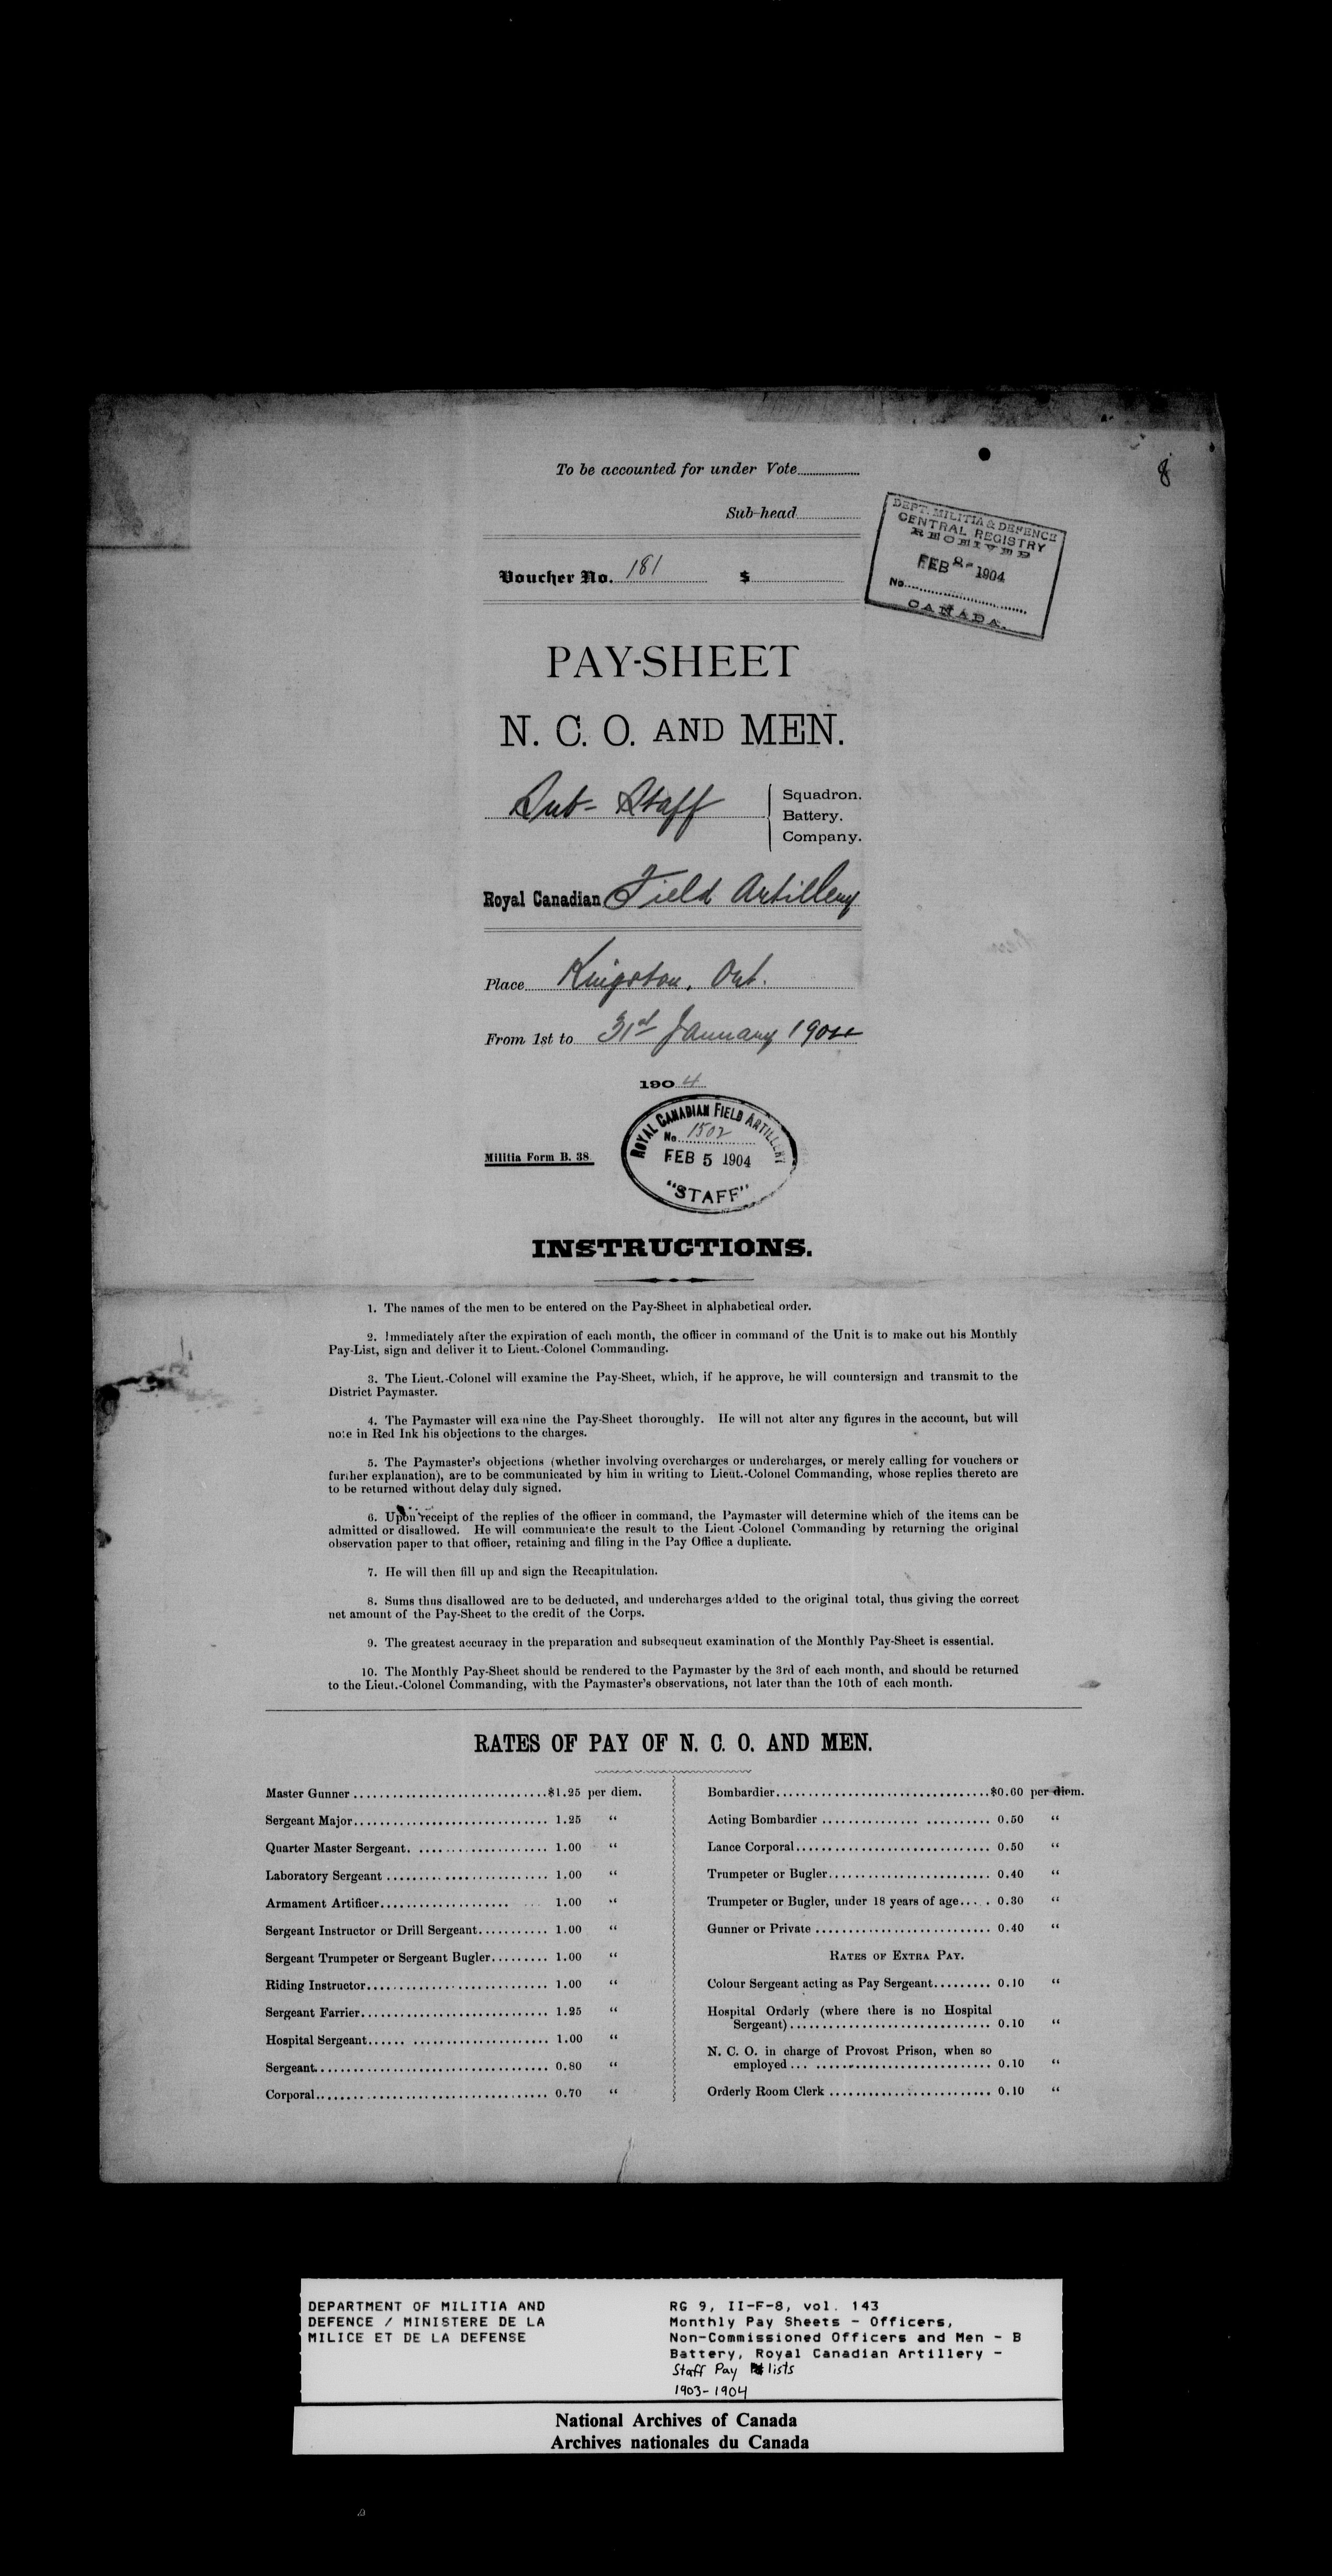 8
To be accounted for under Vote
Sub-head
DEPT. MILITIA & DEFENCE
CENTRAL REGISTRY
RECEIVED
FEB 8 - 1904
No.
CANADA.
Voucher No. 181 $
PAY-SHEET
N. C. O. AND MEN.
Sub-Staff
Squadron.
Battery.
Company.
Royal Canadian Field Artillery
Place Kingston, Ont.
From 1st to 31st January 1904
190 4
ROYAL CANADIAN FIELD ARTILLERY
No 1502
FEB 5 1904
"STAFF"
Militia Form B. 38
INSTRUCTIONS.
1. The names of the men to be entered on the Pay-Sheet in alphabetical order.
2. Immediately after the expiration of each month, the officer in command of the Unit is to make out his Monthly
Pay-List, sign and deliver it to Lieut.-Colonel Commanding.
3. The Lieut.-Colonel will examine the Pay-Sheet, which, if he approve, he will countersign and transmit to the
District Paymaster.
4. The Paymaster will examine the Pay-Sheet thoroughly. He will not alter any figures in the account, but will
note in Red Ink his objections to the charges.
5. The Paymaster's objections (whether involving overcharges or undercharges, or merely calling for vouchers or
further explanation), are to be communicated by him in writing to Lieut.-Colonel Commanding, whose replies thereto are
to be returned without delay duly signed.
6. Upon receipt of the replies of the officer in command, the Paymaster will determine which of the items can be
admitted or disallowed. He will communicate the result to the Lieut -Colonel Commanding by returning the original
observation paper to that officer, retaining and filing in the Pay Office a duplicate.
7. He will then fill up and sign the Recapitulation.
8. Sums thus disallowed are to be deducted, and undercharges added to the original total, thus giving the correct
net amount of the Pay-Sheet to the credit of the Corps.
9. The greatest accuracy in the preparation and subsequent examination of the Monthly Pay-Sheet is essential.
10. The Monthly Pay-Sheet should be rendered to the Paymaster by the 3rd of each month, and should be returned
to the Lieut.-Colonel Commanding, with the Paymaster's observations, not later than the 10th of each month.
RATES OF PAY OF N. C. O. AND MEN.
Master Gunner $1.25 per diem.
Sergeant Major 1.25 "
Quarter Master Sergeant. 1.00 "
Laboratory Sergeant 1.00 "
Armament Artificer 1.00 "
Sergeant Instructor or Drill Sergeant 1.00 "
Sergeant Trumpeter or Sergeant Bugler 1.00 "
Riding Instructor 1.00 "
Sergeant Farrier 1.25 "
Hospital Sergeant 1.00 "
Sergeant 0.80 "
Corporal 0.70 "
Bombardier $0.60 per diem.
Acting Bombardier 0.50 "
Lance Corporal 0.50 "
Trumpeter or Bugler 0.40 "
Trumpeter or Bugler, under 18 years of age 0.30 "
Gunner or Private 0.40 "
RATES OF EXTRA PAY.
Colour Sergeant acting as Pay Sergeant 0.10 "
Hospital Orderly (where there is no Hospital
Sergeant) 0.10 "
N. C. O. in charge of Provost Prison, when so
employed 0.10 "
Orderly Room Clerk 0.10 "
DEPARTMENT OF MILITIA AND
DEFENCE / MINISTERE DE LA
MILICE ET DE LA DEFENSE
RG 9, II-F-8, vol. 143
Monthly Pay Sheets - Officers,
Non-Commissioned Officers and Men - B
Battery, Royal Canadian Artillery -
Staff Pay lists
1903-1904
National Archives of Canada
Archives nationales du Canada